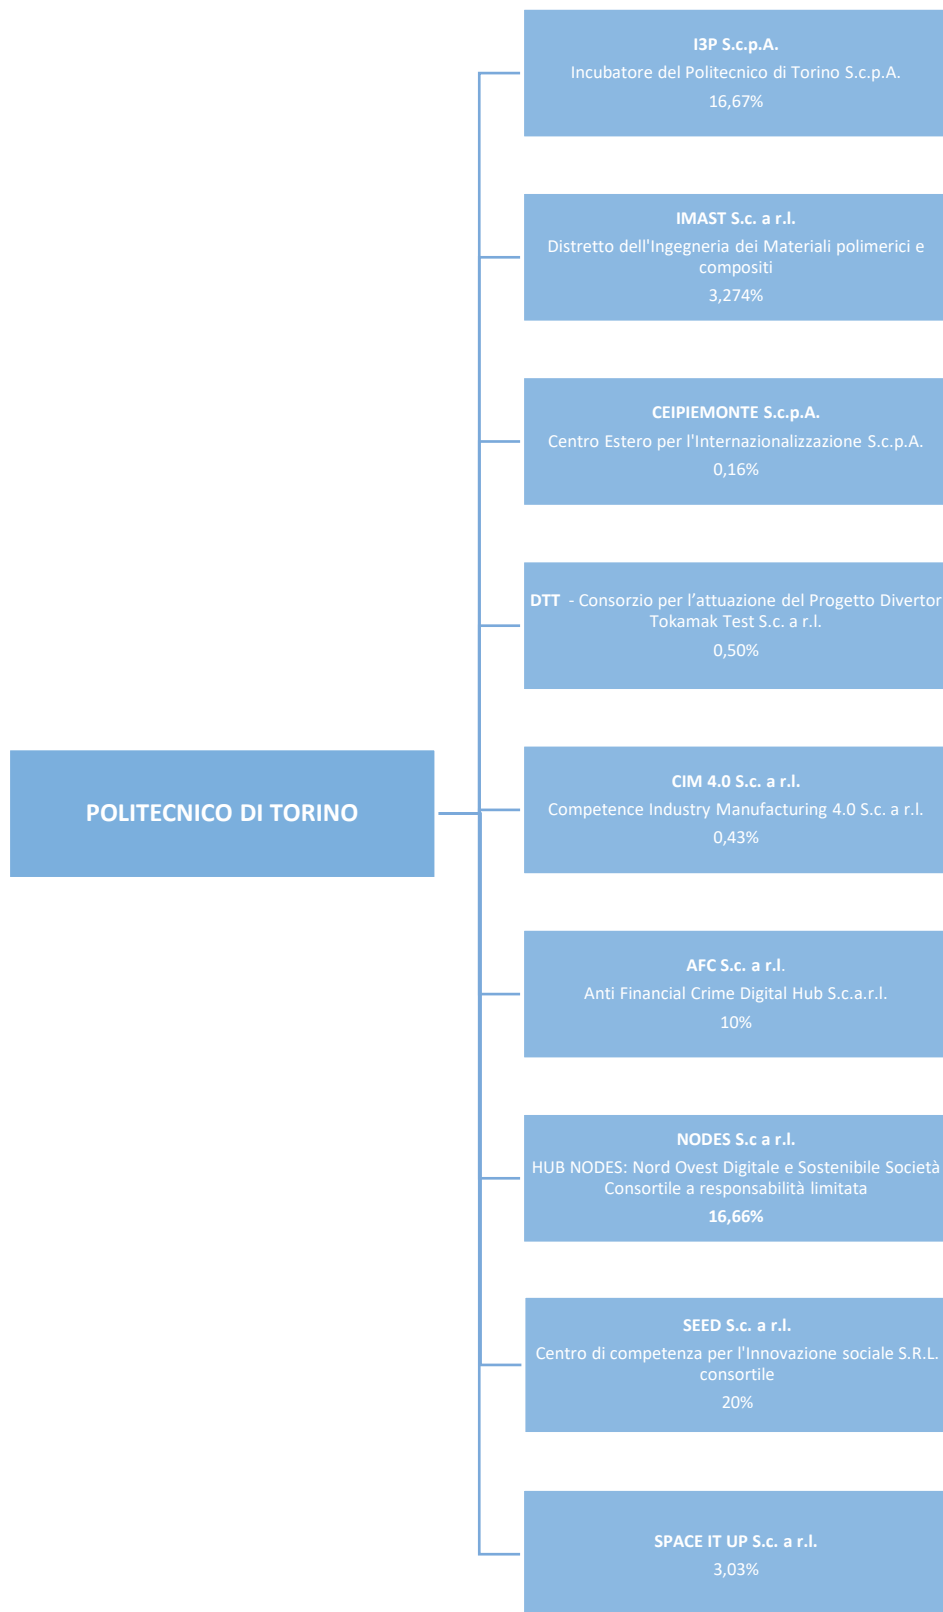 I3P S.c.p.A.
Incubatore del Politecnico di Torino S.c.p.A.
16,67%
IMAST S.c. a r.l.
Distretto dell'Ingegneria dei Materiali polimerici e
compositi
3,274%
CEIPIEMONTE S.c.p.A.
Centro Estero per l'Internazionalizzazione S.c.p.A.
0,16%
DTT - Consorzio per l’attuazione del Progetto Divertor
Tokamak Test S.c. a r.l.
0,50%
POLITECNICO DI TORINO
CIM 4.0 S.c. a r.l.
Competence Industry Manufacturing 4.0 S.c. a r.l.
0,43%
AFC S.c. a r.l.
Anti Financial Crime Digital Hub S.c.a.r.l.
10%
NODES S.c a r.l.
HUB NODES: Nord Ovest Digitale e Sostenibile Società
Consortile a responsabilità limitata
16,66%
SEED S.c. a r.l.
Centro di competenza per l'Innovazione sociale S.R.L.
consortile
20%
SPACE IT UP S.c. a r.l.
3,03%